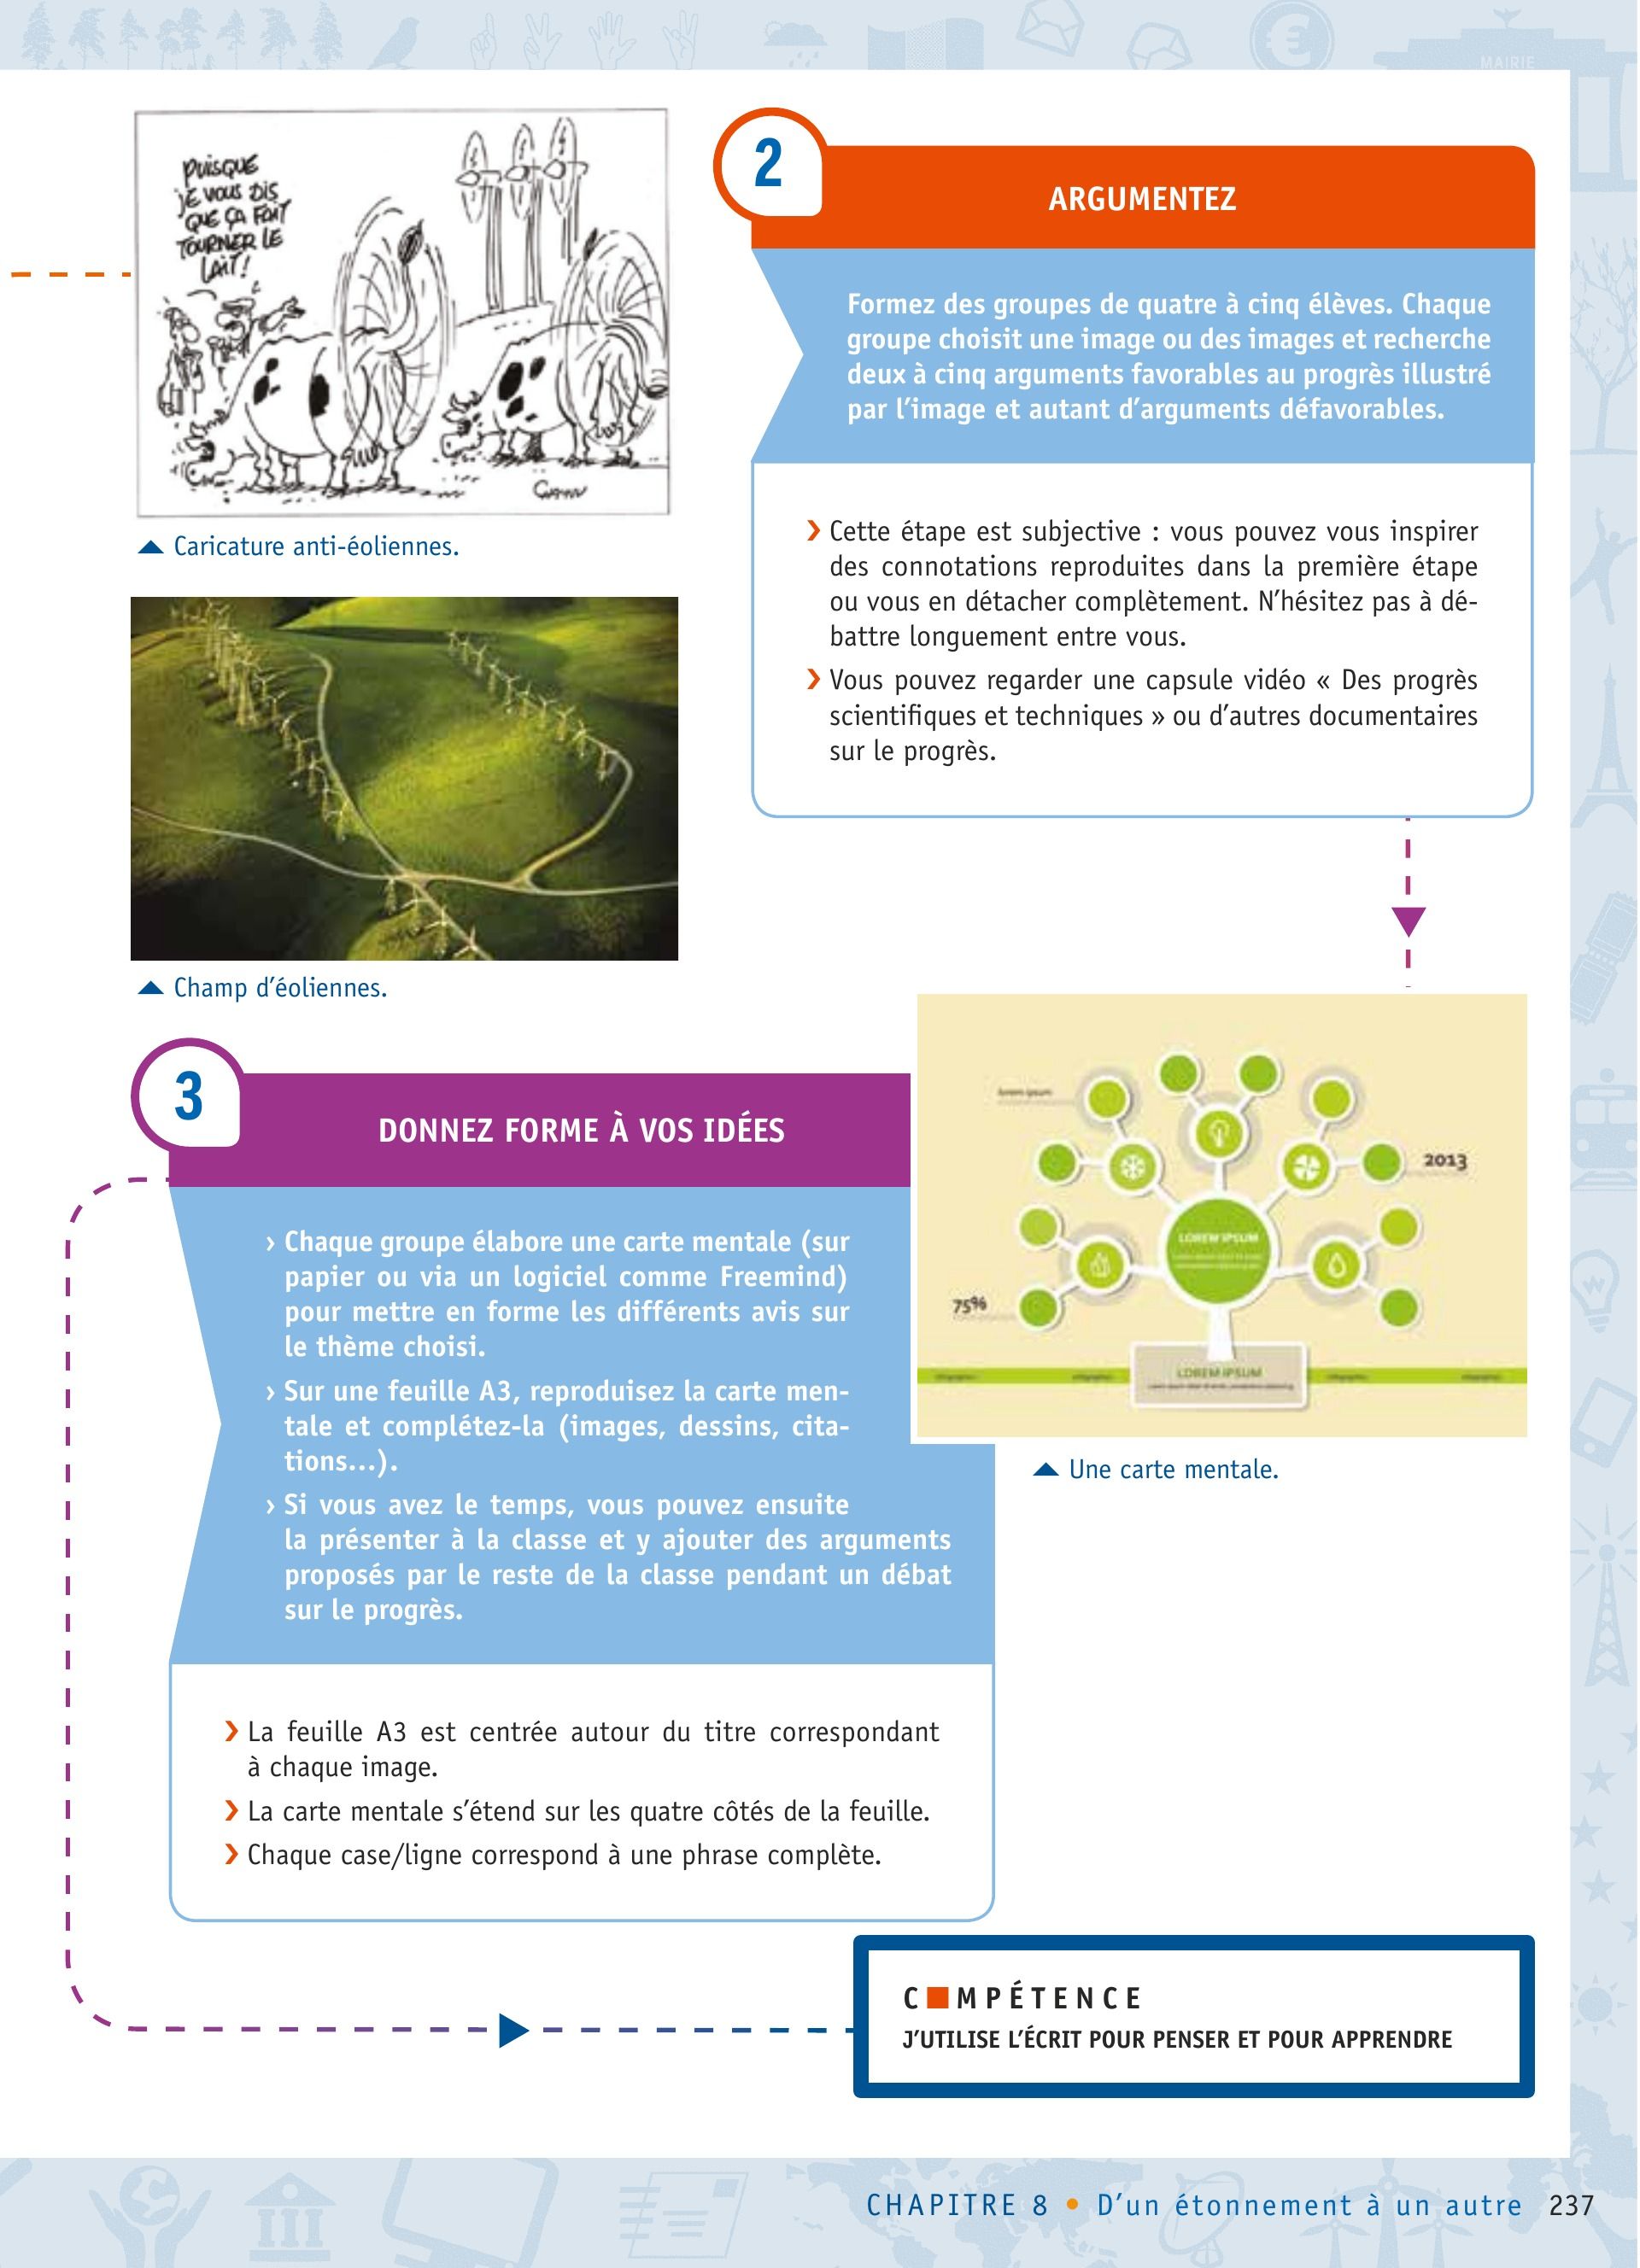 MAIRIE
PUISQUE
JE VOUS DIS
QUE ÇA FAIT
TOURNER LE
LAIT!
Caricature anti-éoliennes.
Champ d'éoliennes.
2
ARGUMENTEZ
Formez des groupes de quatre à cinq élèves. Chaque
groupe choisit une image ou des images et recherche
deux à cinq arguments favorables au progrès illustré
par l'image et autant d'arguments défavorables.
Cette étape est subjective : vous pouvez vous inspirer
des connotations reproduites dans la première étape
ou vous en détacher complètement. N'hésitez pas à dé-
battre longuement entre vous.
Vous pouvez regarder une capsule vidéo « Des progrès
scientifiques et techniques » ou d'autres documentaires
sur le progrès.
3
DONNEZ FORME À VOS IDÉES
› Chaque groupe élabore une carte mentale (sur
papier ou via un logiciel comme Freemind)
pour mettre en forme les différents avis sur
le thème choisi.
› Sur une feuille A3, reproduisez la carte men-
tale et complétez-la (images, dessins, cita-
tions...).
› Si vous avez le temps, vous pouvez ensuite
la présenter à la classe et y ajouter des arguments
proposés par le reste de la classe pendant un débat
sur le progrès.
La feuille A3 est centrée autour du titre correspondant
à chaque image.
La carte mentale s'étend sur les quatre côtés de la feuille.
Chaque case/ligne correspond à une phrase complète.
lorem ipsum
2013
LOREM IPSUM
75%
LOREM IPSUM
Une carte mentale.
C■MPÉTENCE
J'UTILISE L'ÉCRIT POUR PENSER ET POUR APPRENDRE
CHAPITRE 8 • D'un étonnement à un autre 237